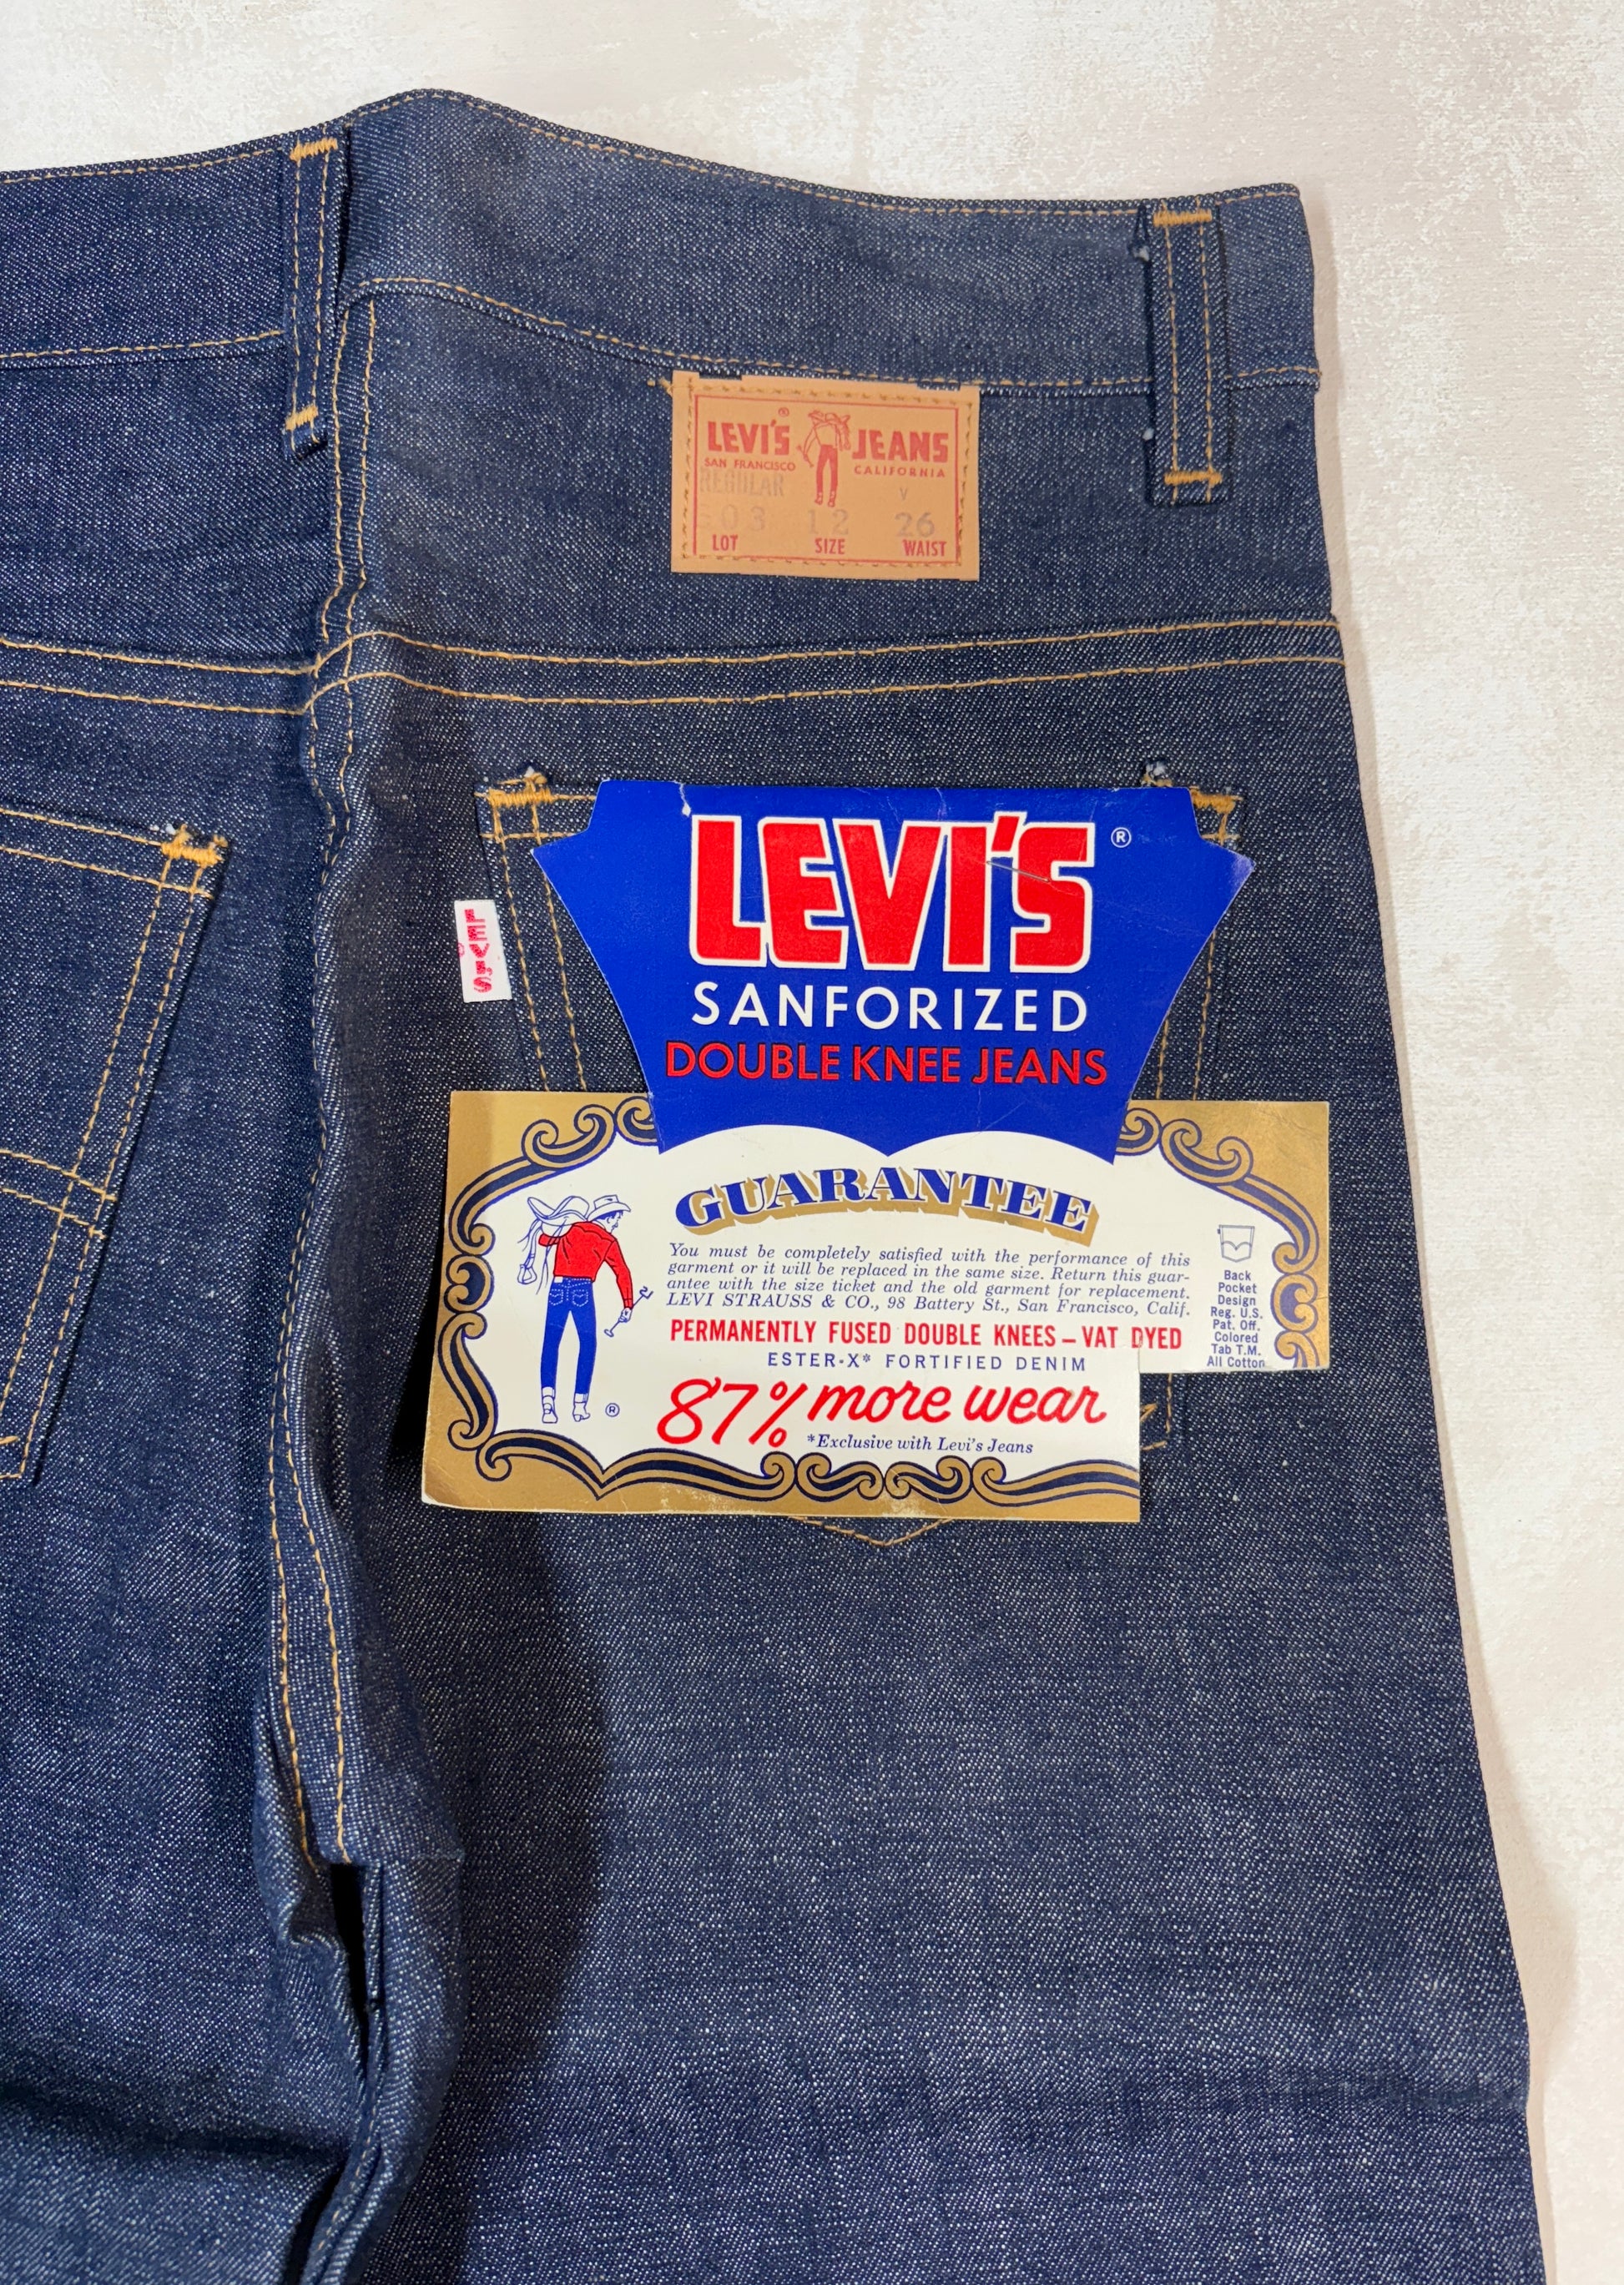 LEVI'S ® JEANS
SAN FRANCISCO CALIFORNIA
REGULAR V
03 12 26
LOT SIZE WAIST
LEVI'S
LEVI'S ®
SANFORIZED
DOUBLE KNEE JEANS
GUARANTEE
You must be completely satisfied with the performance of this
garment or it will be replaced in the same size. Return this guar-
antee with the size ticket and the old garment for replacement.
LEVI STRAUSS & CO., 98 Battery St., San Francisco, Calif.
PERMANENTLY FUSED DOUBLE KNEES – VAT DYED
ESTER-X* FORTIFIED DENIM
87% more wear
*Exclusive with Levi's Jeans
®
Back
Pocket
Design
Reg. U.S.
Pat. Off.
Colored
Tab T.M.
All Cotton